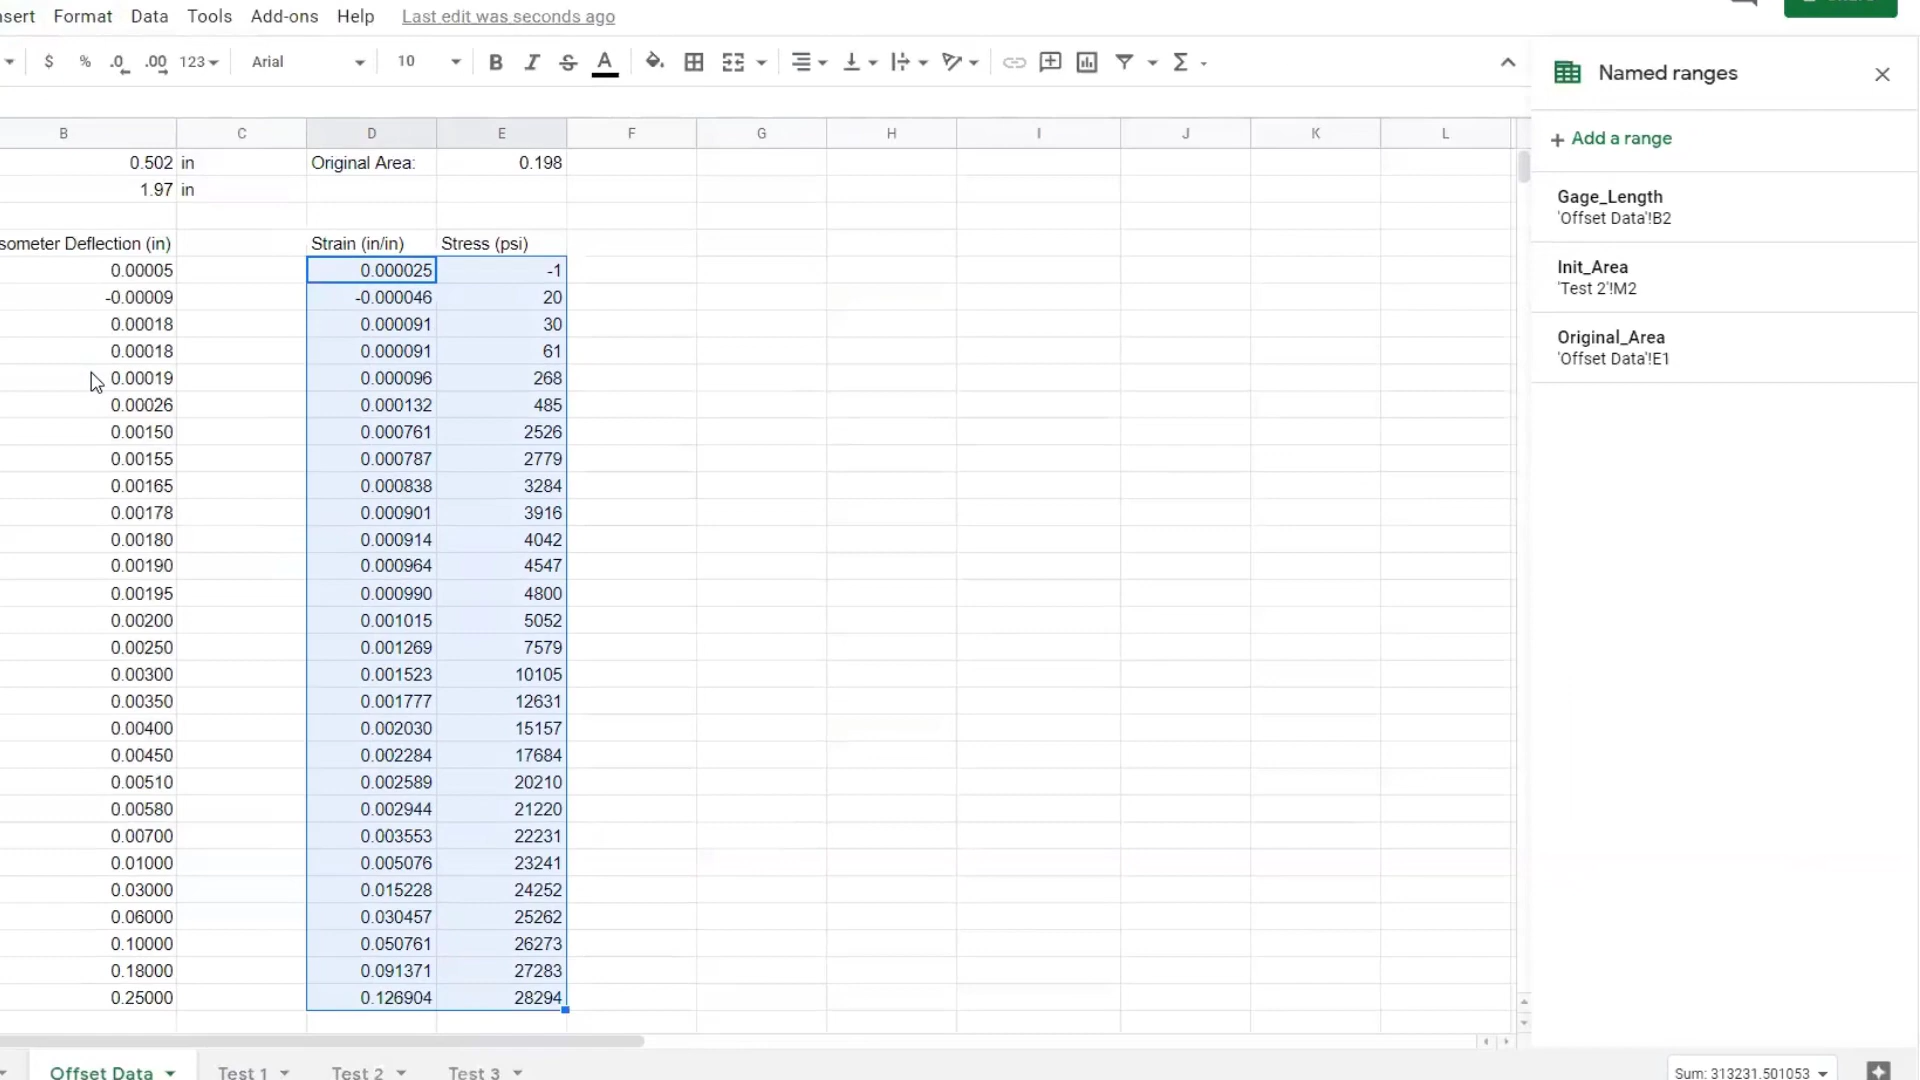 nsert Format Data Tools Add-ons Help Last edit was seconds ago
$ % .0 .00 123 Arial 10 B I S A Σ
Named ranges
+ Add a range
Gage_Length
'Offset Data'!B2
Init_Area
'Test 2'!M2
Original_Area
'Offset Data'!E1
B C D E F G H I J K L
0.502 in Original Area: 0.198
1.97 in
someter Deflection (in) Strain (in/in) Stress (psi)
0.00005 0.000025 -1
-0.00009 -0.000046 20
0.00018 0.000091 30
0.00018 0.000091 61
0.00019 0.000096 268
0.00026 0.000132 485
0.00150 0.000761 2526
0.00155 0.000787 2779
0.00165 0.000838 3284
0.00178 0.000901 3916
0.00180 0.000914 4042
0.00190 0.000964 4547
0.00195 0.000990 4800
0.00200 0.001015 5052
0.00250 0.001269 7579
0.00300 0.001523 10105
0.00350 0.001777 12631
0.00400 0.002030 15157
0.00450 0.002284 17684
0.00510 0.002589 20210
0.00580 0.002944 21220
0.00700 0.003553 22231
0.01000 0.005076 23241
0.03000 0.015228 24252
0.06000 0.030457 25262
0.10000 0.050761 26273
0.18000 0.091371 27283
0.25000 0.126904 28294
Offset Data Test 1 Test 2 Test 3 Sum: 313231.501053